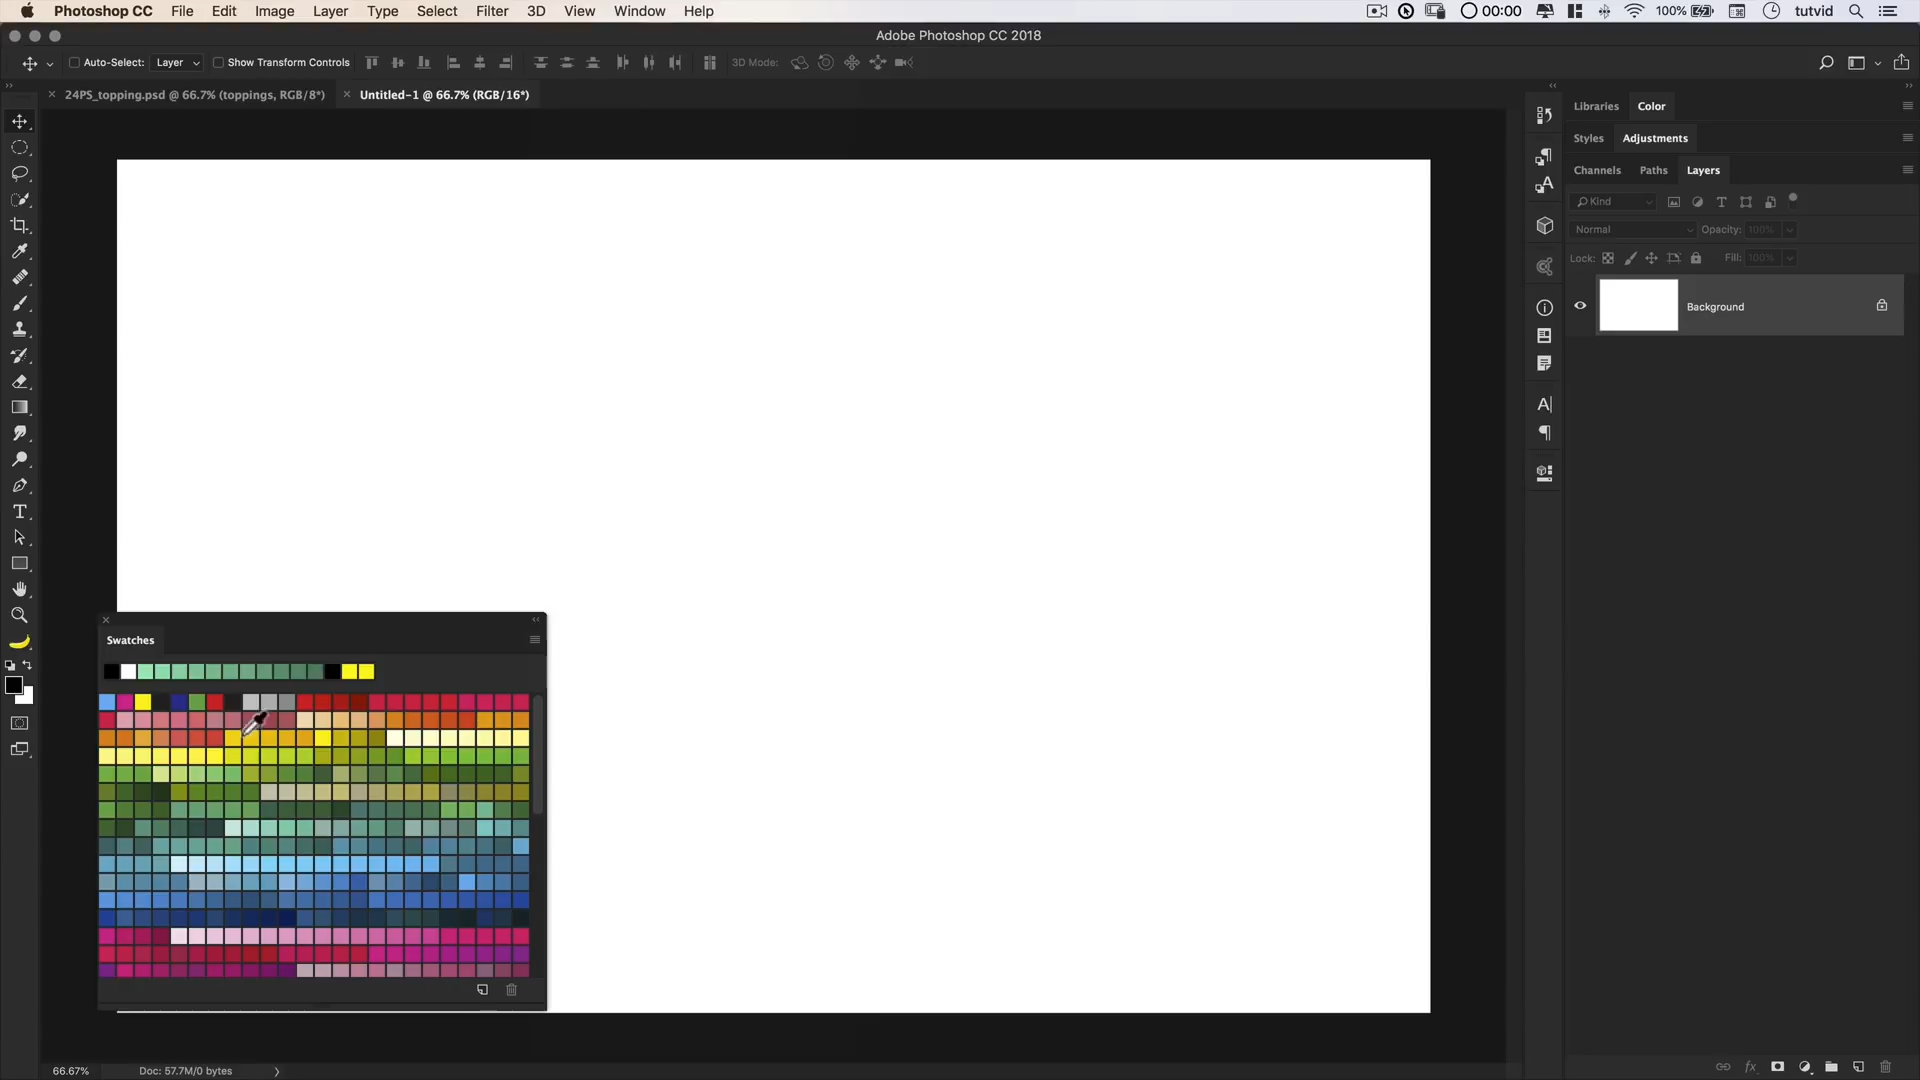 Photoshop CC File Edit Image Layer Type Select Filter 3D View Window Help 00:00 100% tutvid
Adobe Photoshop CC 2018
Auto-Select: Layer Show Transform Controls 3D Mode:
24PS_topping.psd @ 66.7% (toppings, RGB/8*) Untitled-1 @ 66.7% (RGB/16*)
Libraries Color
Styles Adjustments
Channels Paths Layers
Kind
Normal Opacity: 100%
Lock: Fill: 100%
Background
Swatches
66.67% Doc: 57.7M/0 bytes